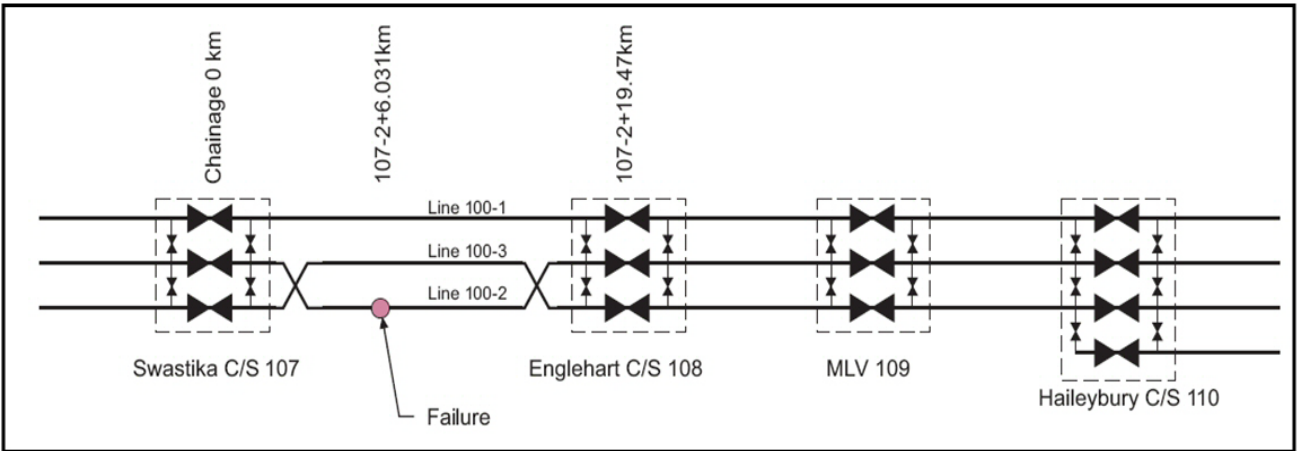 Chainage 0 km
107-2+6.031km
107-2+19.47km
Line 100-1
Line 100-3
Line 100-2
Swastika C/S 107
Englehart C/S 108
MLV 109
Haileybury C/S 110
Failure